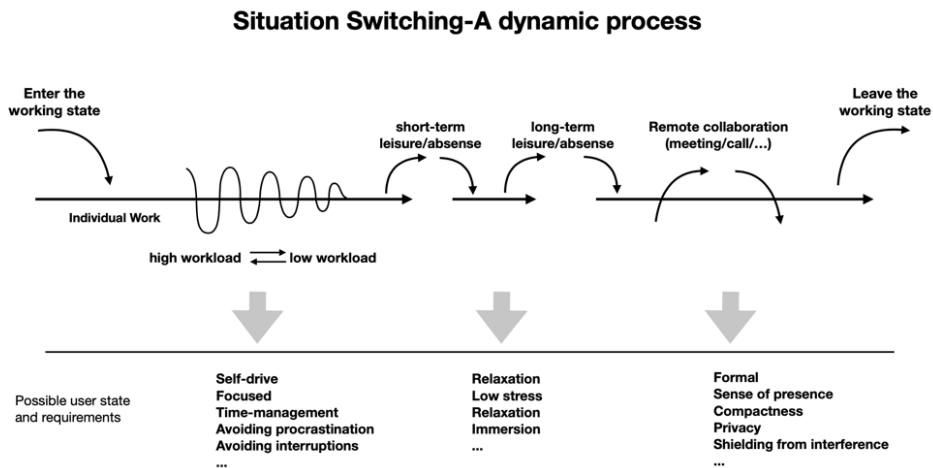 Situation Switching-A dynamic process
Enter the
working state
short-term
leisure/absense
long-term
leisure/absense
Remote collaboration
(meeting/call/...)
Leave the
working state
Individual Work
high workload
low workload
Possible user state
and requirements
Self-drive
Focused
Time-management
Avoiding procrastination
Avoiding interruptions
...
Relaxation
Low stress
Relaxation
Immersion
...
Formal
Sense of presence
Compactness
Privacy
Shielding from interference
...